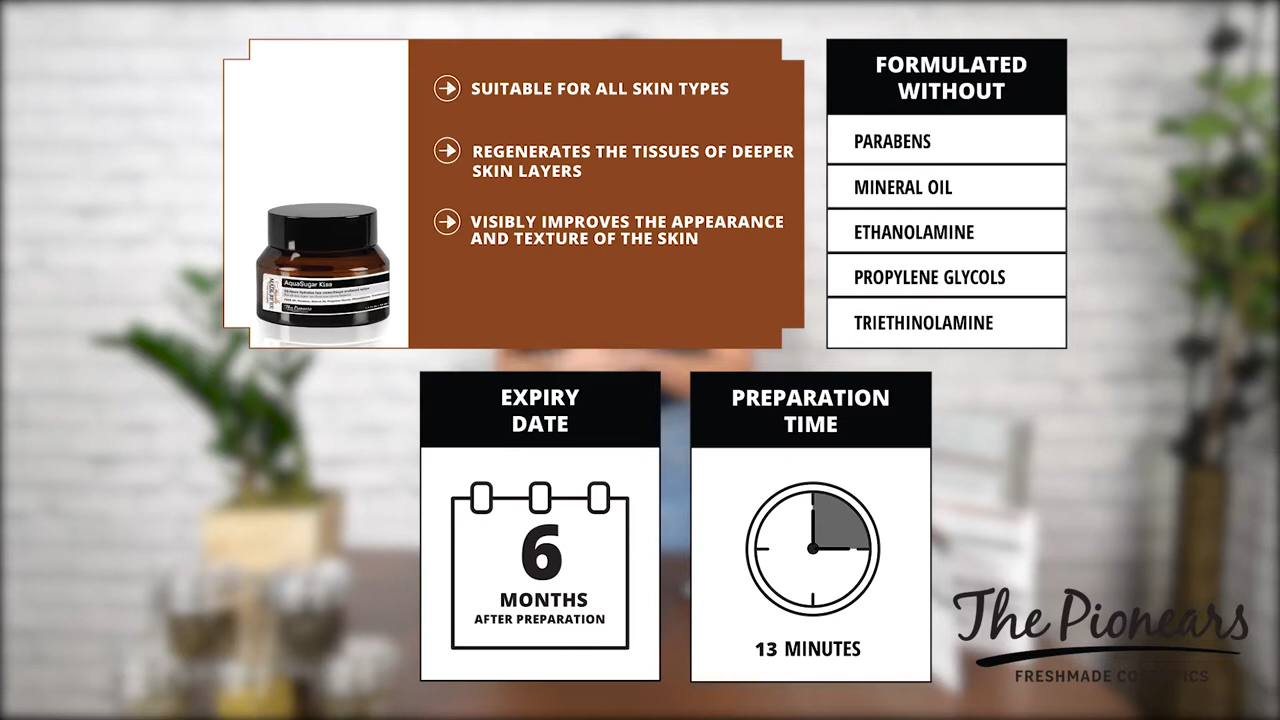 SUITABLE FOR ALL SKIN TYPES
REGENERATES THE TISSUES OF DEEPER
SKIN LAYERS
VISIBLY IMPROVES THE APPEARANCE
AND TEXTURE OF THE SKIN
AquaSugar Kiss
The Pionears
FORMULATED
WITHOUT
PARABENS
MINERAL OIL
ETHANOLAMINE
PROPYLENE GLYCOLS
TRIETHINOLAMINE
EXPIRY
DATE
6
MONTHS
AFTER PREPARATION
PREPARATION
TIME
13 MINUTES
The Pionears
FRESHMADE COSMETICS